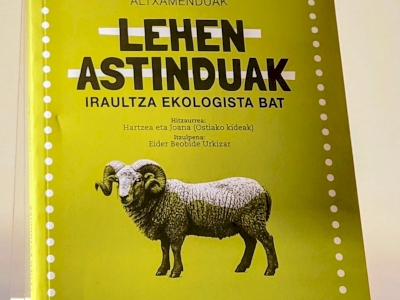 ALTXAMENDUAK
LEHEN
ASTINDUAK
IRAULTZA EKOLOGISTA BAT
Hitzaurrea:
Hartzea eta Joana (Ostiako kideak)
Itzulpena:
Eider Beobide Urkizar